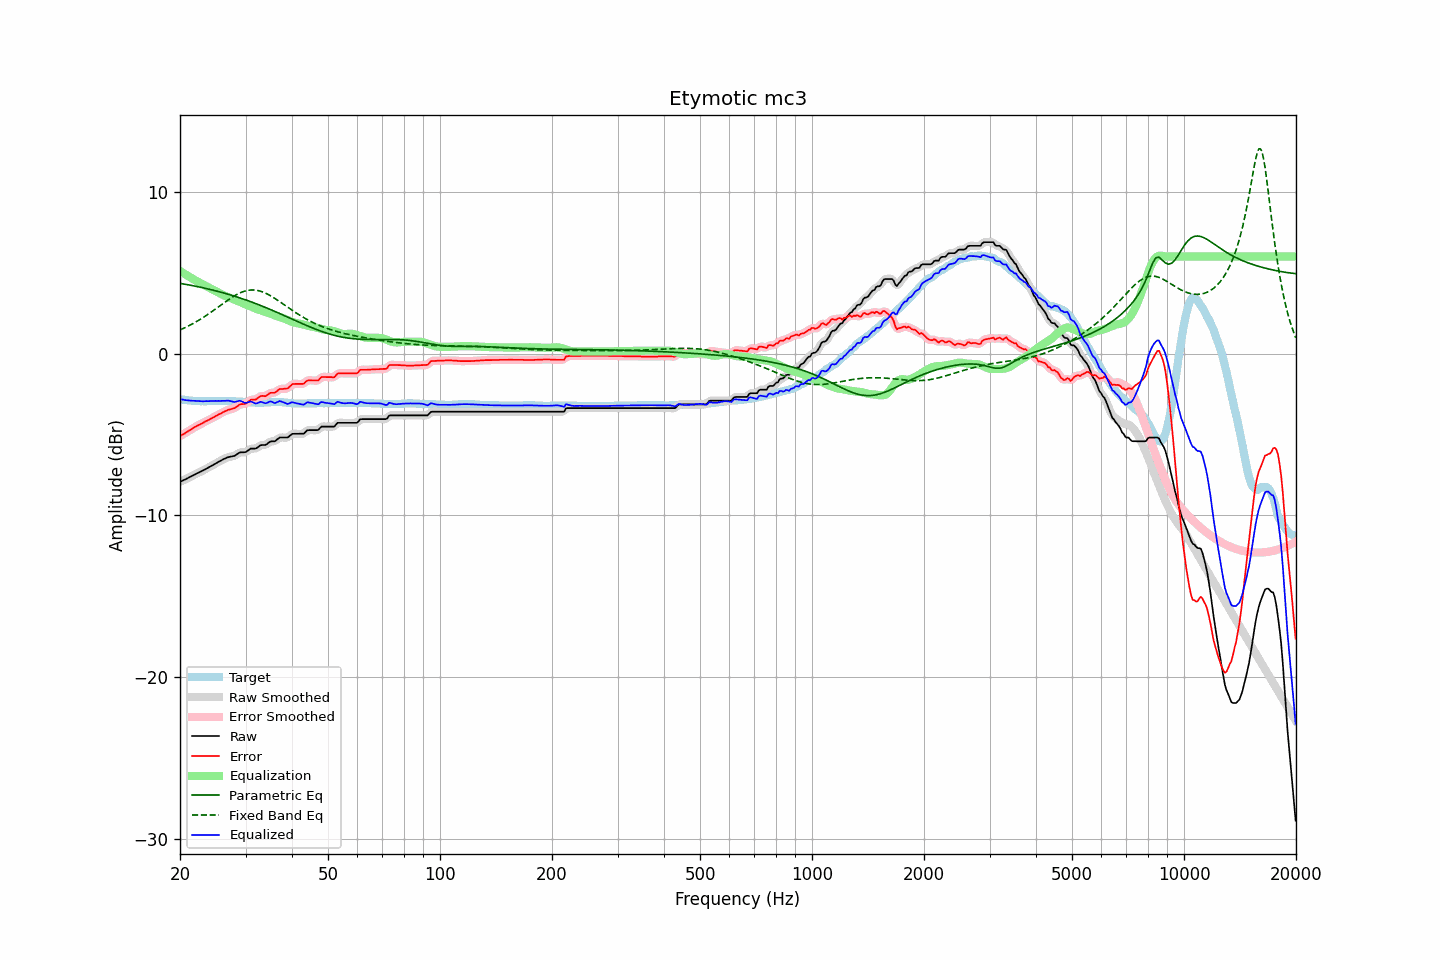 Etymotic mc3
Amplitude (dBr)
10
0
−10
−20
−30
Target
Raw Smoothed
Error Smoothed
Raw
Error
Equalization
Parametric Eq
Fixed Band Eq
Equalized
20 50 100 200 500 1000 2000 5000 10000 20000
Frequency (Hz)